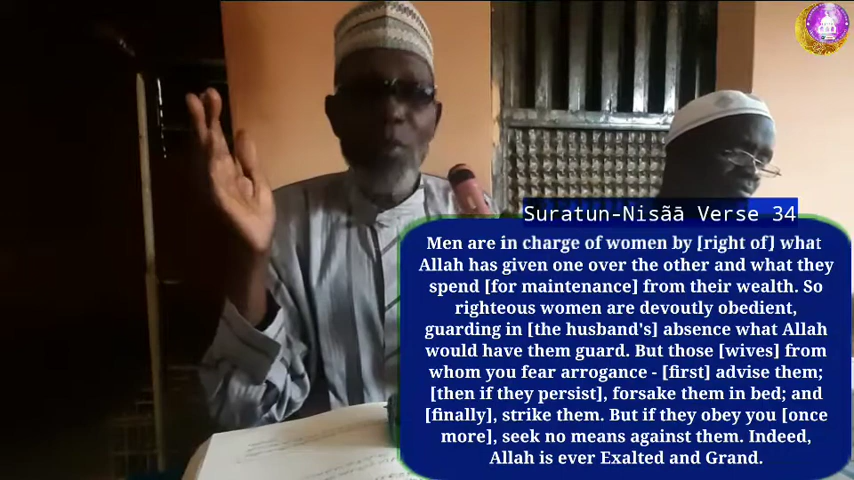 Suratun-Nisãā Verse 34
Men are in charge of women by [right of] what
Allah has given one over the other and what they
spend [for maintenance] from their wealth. So
righteous women are devoutly obedient,
guarding in [the husband's] absence what Allah
would have them guard. But those [wives] from
whom you fear arrogance - [first] advise them;
[then if they persist], forsake them in bed; and
[finally], strike them. But if they obey you [once
more], seek no means against them. Indeed,
Allah is ever Exalted and Grand.